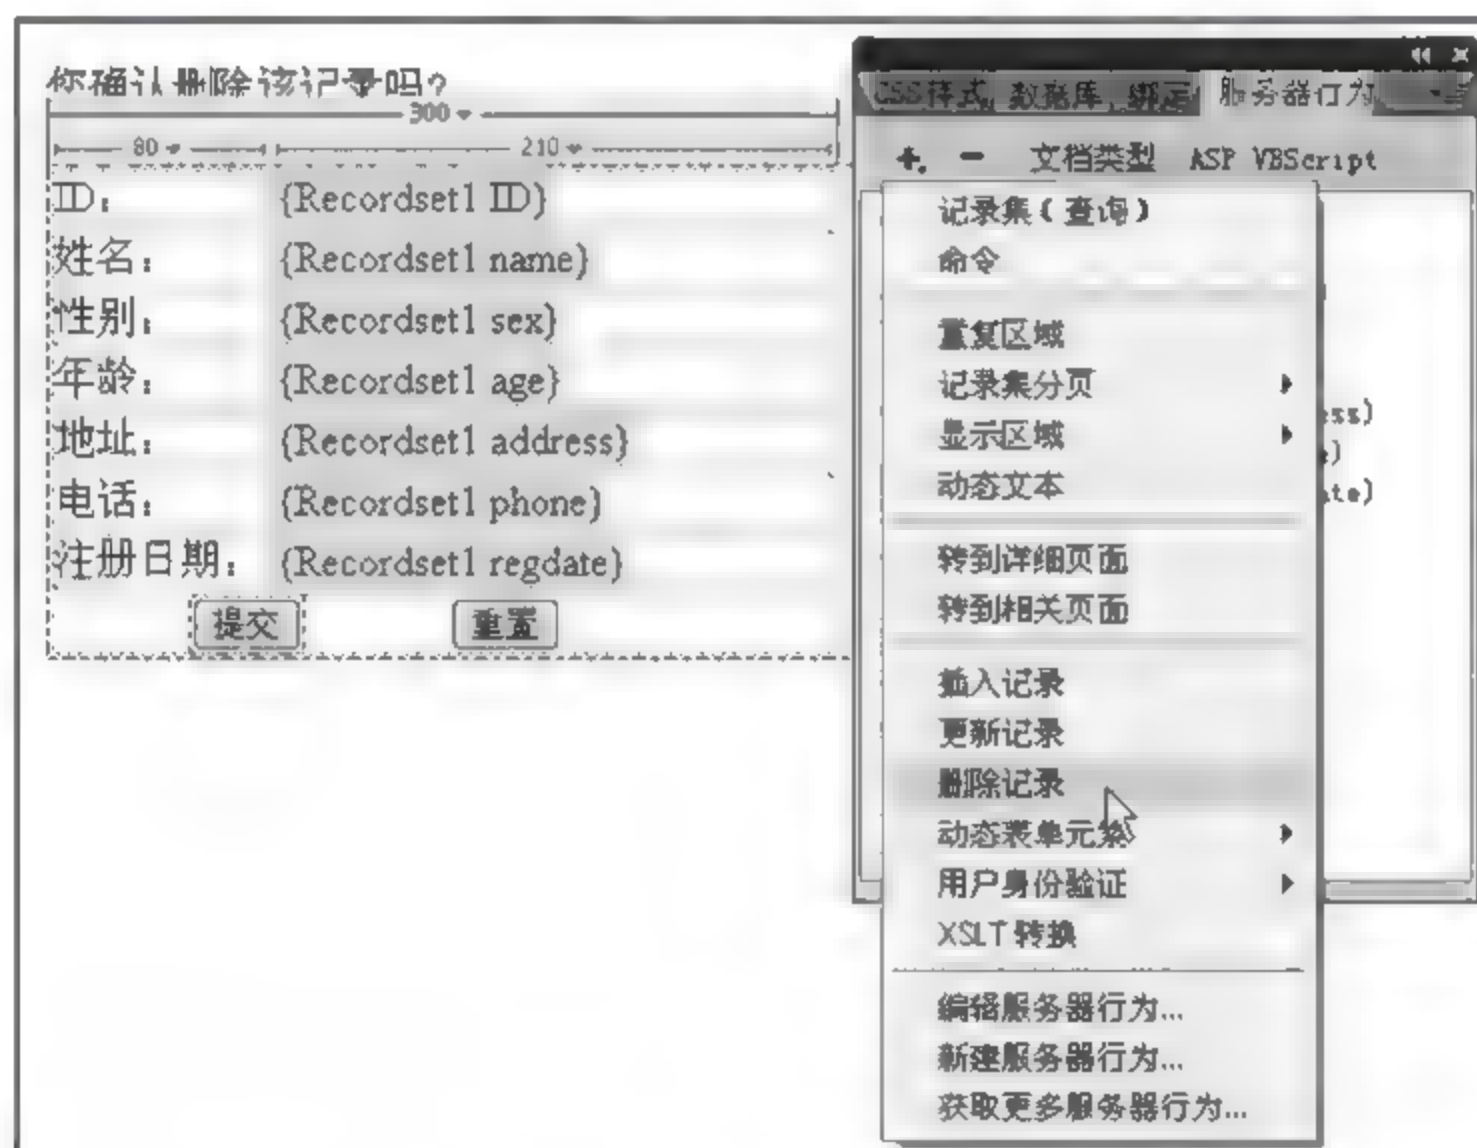 你确认删除该记录吗?
300
80 210
ID: {Recordset1 ID}
姓名: {Recordset1 name}
性别: {Recordset1 sex}
年龄: {Recordset1 age}
地址: {Recordset1 address}
电话: {Recordset1 phone}
注册日期: {Recordset1 regdate}
提交 重置
CSS样式 数据库 绑定 服务器行为
文档类型 ASP VBScript
记录集(查询)
命令
重复区域
记录集分页
显示区域
动态文本
转到详细页面
转到相关页面
插入记录
更新记录
删除记录
动态表单元素
用户身份验证
XSLT 转换
编辑服务器行为...
新建服务器行为...
获取更多服务器行为...
ess)
e)
ate)